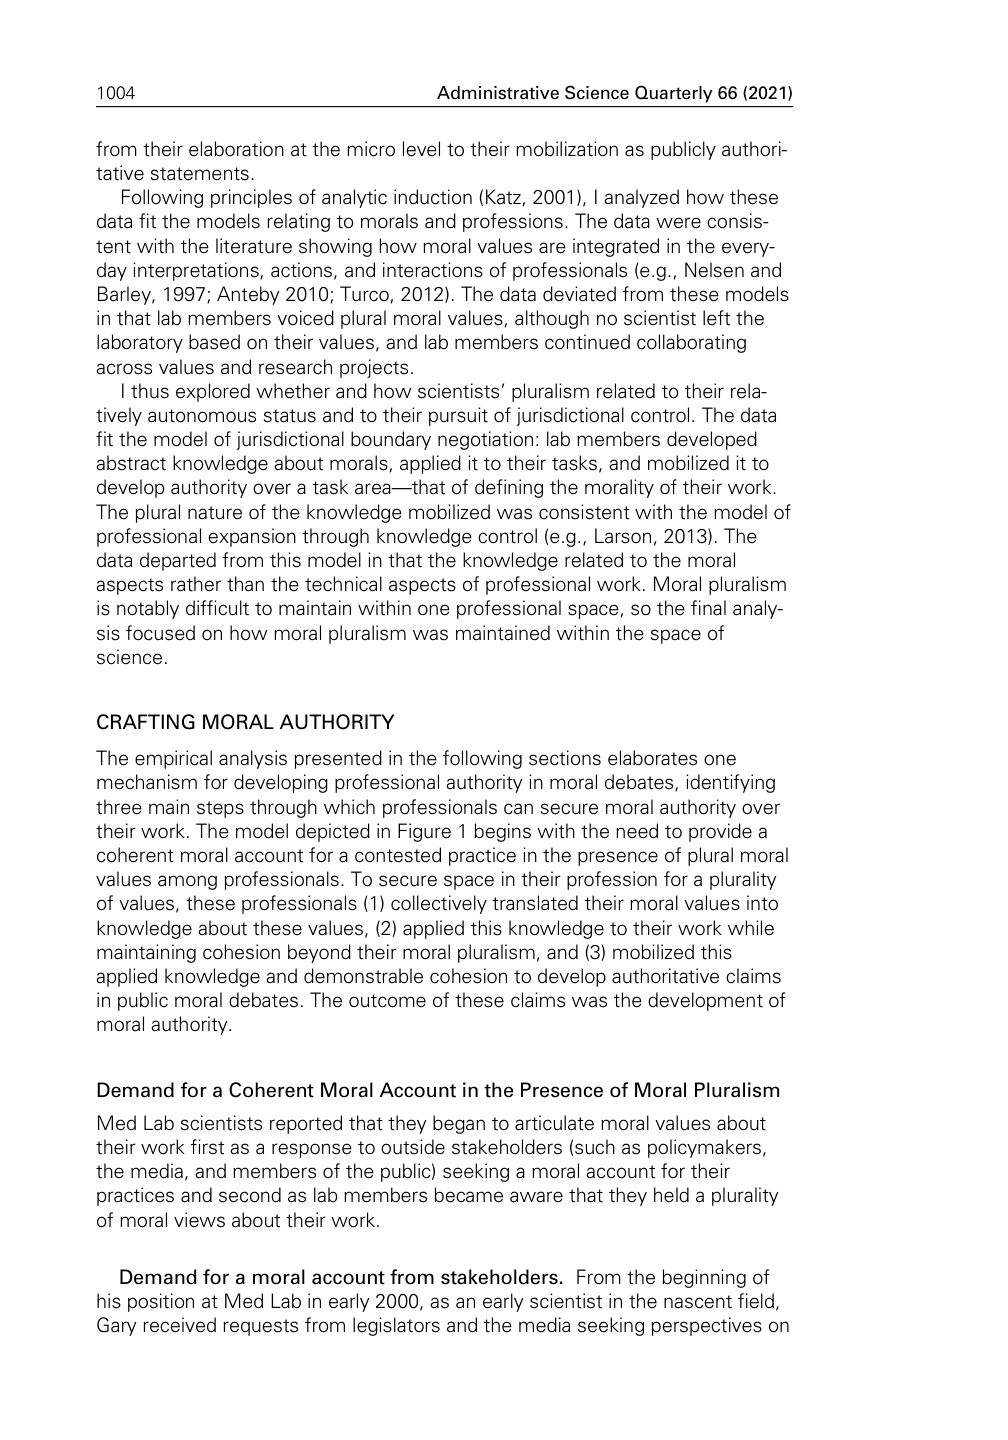 1004
Administrative Science Quarterly 66 (2021)
from their elaboration at the micro level to their mobilization as publicly authori-
tative statements.
Following principles of analytic induction (Katz, 2001), I analyzed how these
data fit the models relating to morals and professions. The data were consis-
tent with the literature showing how moral values are integrated in the every-
day interpretations, actions, and interactions of professionals (e.g., Nelsen and
Barley, 1997; Anteby 2010; Turco, 2012). The data deviated from these models
in that lab members voiced plural moral values, although no scientist left the
laboratory based on their values, and lab members continued collaborating
across values and research projects.
I thus explored whether and how scientists' pluralism related to their rela-
tively autonomous status and to their pursuit of jurisdictional control. The data
fit the model of jurisdictional boundary negotiation: lab members developed
abstract knowledge about morals, applied it to their tasks, and mobilized it to
develop authority over a task area—that of defining the morality of their work.
The plural nature of the knowledge mobilized was consistent with the model of
professional expansion through knowledge control (e.g., Larson, 2013). The
data departed from this model in that the knowledge related to the moral
aspects rather than the technical aspects of professional work. Moral pluralism
is notably difficult to maintain within one professional space, so the final analy-
sis focused on how moral pluralism was maintained within the space of
science.
CRAFTING MORAL AUTHORITY
The empirical analysis presented in the following sections elaborates one
mechanism for developing professional authority in moral debates, identifying
three main steps through which professionals can secure moral authority over
their work. The model depicted in Figure 1 begins with the need to provide a
coherent moral account for a contested practice in the presence of plural moral
values among professionals. To secure space in their profession for a plurality
of values, these professionals (1) collectively translated their moral values into
knowledge about these values, (2) applied this knowledge to their work while
maintaining cohesion beyond their moral pluralism, and (3) mobilized this
applied knowledge and demonstrable cohesion to develop authoritative claims
in public moral debates. The outcome of these claims was the development of
moral authority.
Demand for a Coherent Moral Account in the Presence of Moral Pluralism
Med Lab scientists reported that they began to articulate moral values about
their work first as a response to outside stakeholders (such as policymakers,
the media, and members of the public) seeking a moral account for their
practices and second as lab members became aware that they held a plurality
of moral views about their work.
Demand for a moral account from stakeholders. From the beginning of
his position at Med Lab in early 2000, as an early scientist in the nascent field,
Gary received requests from legislators and the media seeking perspectives on